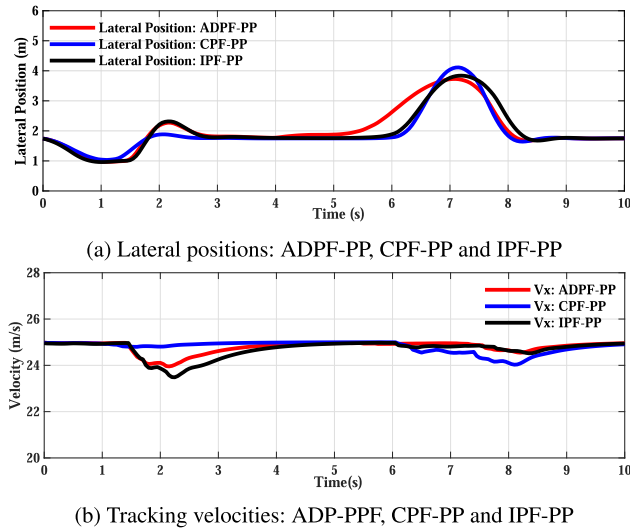 6
5
4
3
2
1
0
Lateral Position (m)
Lateral Position: ADPF-PP
Lateral Position: CPF-PP
Lateral Position: IPF-PP
0 1 2 3 4 5 6 7 8 9 10
Time (s)
(a) Lateral positions: ADPF-PP, CPF-PP and IPF-PP
28
26
24
22
20
Velocity (m/s)
Vx: ADPF-PP
Vx: CPF-PP
Vx: IPF-PP
0 1 2 3 4 5 6 7 8 9 10
Time(s)
(b) Tracking velocities: ADP-PPF, CPF-PP and IPF-PP